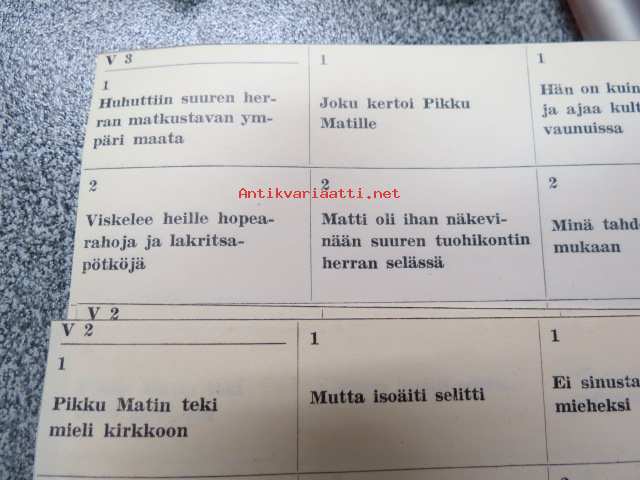 V 3
1
Huhuttiin suuren her-
ran matkustavan ym-
päri maata
1
Joku kertoi Pikku
Matille
1
Hän on kuin
ja ajaa kult
vaunuissa
2
Viskelee heille hopea-
rahoja ja lakritsa-
pötköjä
2
Antikvariaatti.net
Matti oli ihan näkevi-
nään suuren tuohikontin
herran selässä
2
Minä tahd
mukaan
V 2
V 2
1
Pikku Matin teki
mieli kirkkoon
1
Mutta isoäiti selitti
1
Ei sinusta
mieheksi